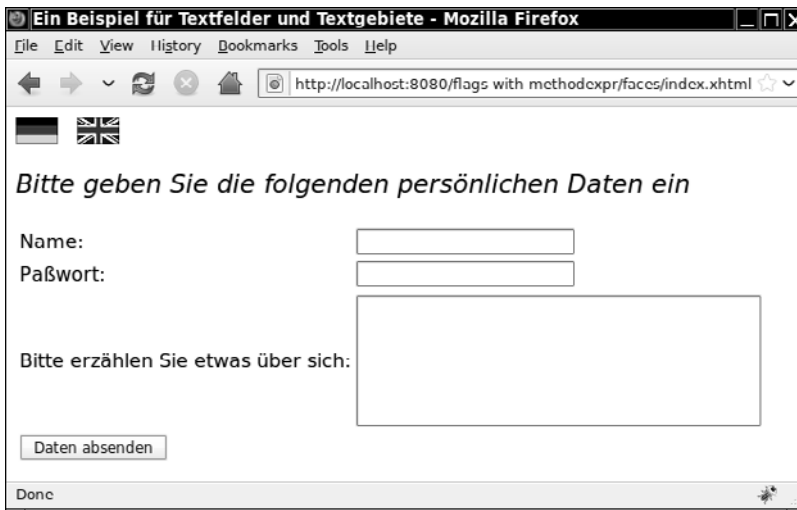 Ein Beispiel für Textfelder und Textgebiete - Mozilla Firefox
File Edit View History Bookmarks Tools Help
http://localhost:8080/flags with methodexpr/faces/index.xhtml
Bitte geben Sie die folgenden persönlichen Daten ein
Name:
Paßwort:
Bitte erzählen Sie etwas über sich:
Daten absenden
Done